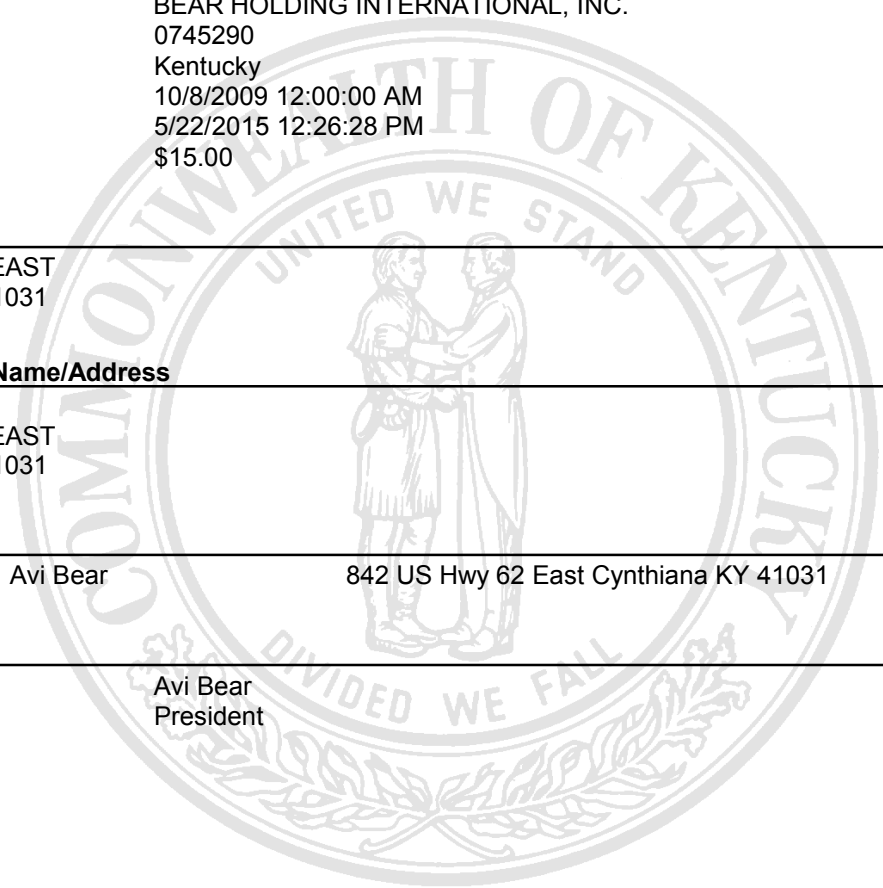 BEAR HOLDING INTERNATIONAL, INC.
0745290
Kentucky
10/8/2009 12:00:00 AM
5/22/2015 12:26:28 PM
$15.00
EAST
1031
Name/Address
EAST
1031
Avi Bear 842 US Hwy 62 East Cynthiana KY 41031
Avi Bear
President
COMMONWEALTH OF KENTUCKY
UNITED WE STAND
DIVIDED WE FALL